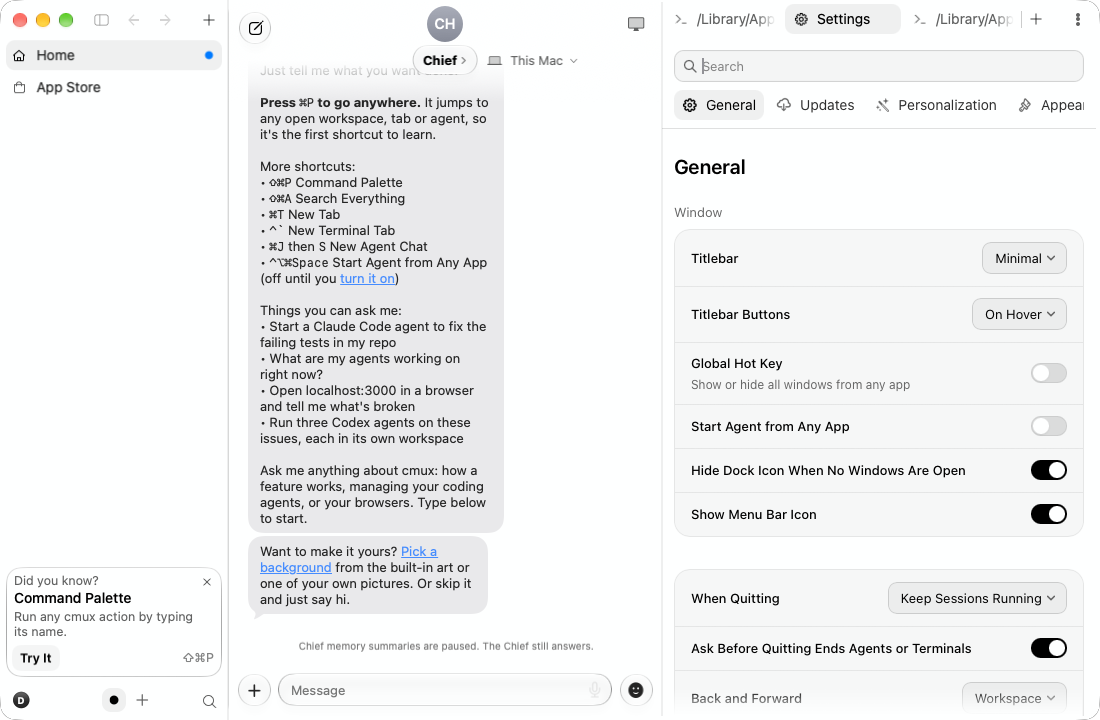 Home
App Store
Did you know?
Command Palette
Run any cmux action by typing
its name.
Try It
⇧⌘P
D
CH
Chief
This Mac
Just tell me what you want done.
Press ⌘P to go anywhere. It jumps to
any open workspace, tab or agent, so
it's the first shortcut to learn.
More shortcuts:
• ⇧⌘P Command Palette
• ⇧⌘A Search Everything
• ⌘T New Tab
• ^` New Terminal Tab
• ⌘J then S New Agent Chat
• ^⌥⌘Space Start Agent from Any App
(off until you turn it on)
Things you can ask me:
• Start a Claude Code agent to fix the
failing tests in my repo
• What are my agents working on
right now?
• Open localhost:3000 in a browser
and tell me what's broken
• Run three Codex agents on these
issues, each in its own workspace
Ask me anything about cmux: how a
feature works, managing your coding
agents, or your browsers. Type below
to start.
Want to make it yours? Pick a
background from the built-in art or
one of your own pictures. Or skip it
and just say hi.
Chief memory summaries are paused. The Chief still answers.
Message
/Library/App
Settings
/Library/App
Search
General
Updates
Personalization
Appear
General
Window
Titlebar
Minimal
Titlebar Buttons
On Hover
Global Hot Key
Show or hide all windows from any app
Start Agent from Any App
Hide Dock Icon When No Windows Are Open
Show Menu Bar Icon
When Quitting
Keep Sessions Running
Ask Before Quitting Ends Agents or Terminals
Back and Forward
Workspace